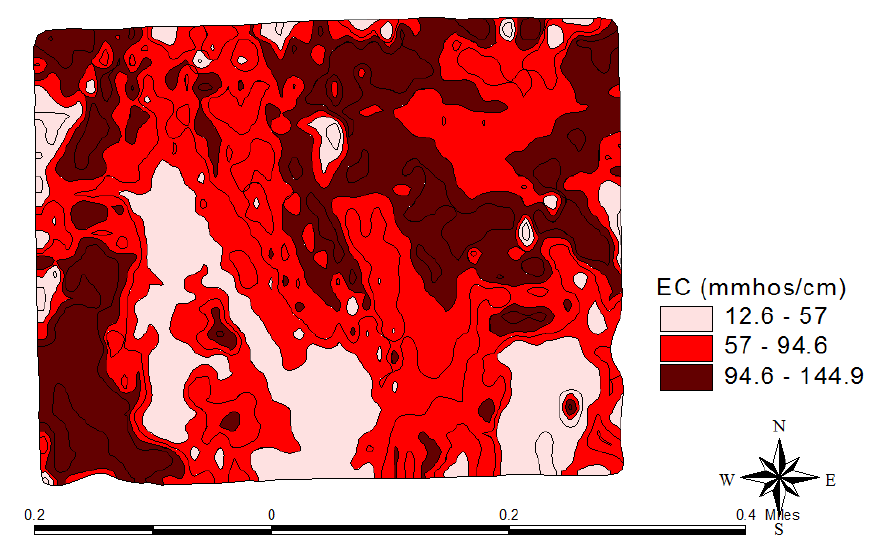 EC (mmhos/cm)
12.6 - 57
57 - 94.6
94.6 - 144.9
N
W E
S
0.2 0 0.2 0.4 Miles